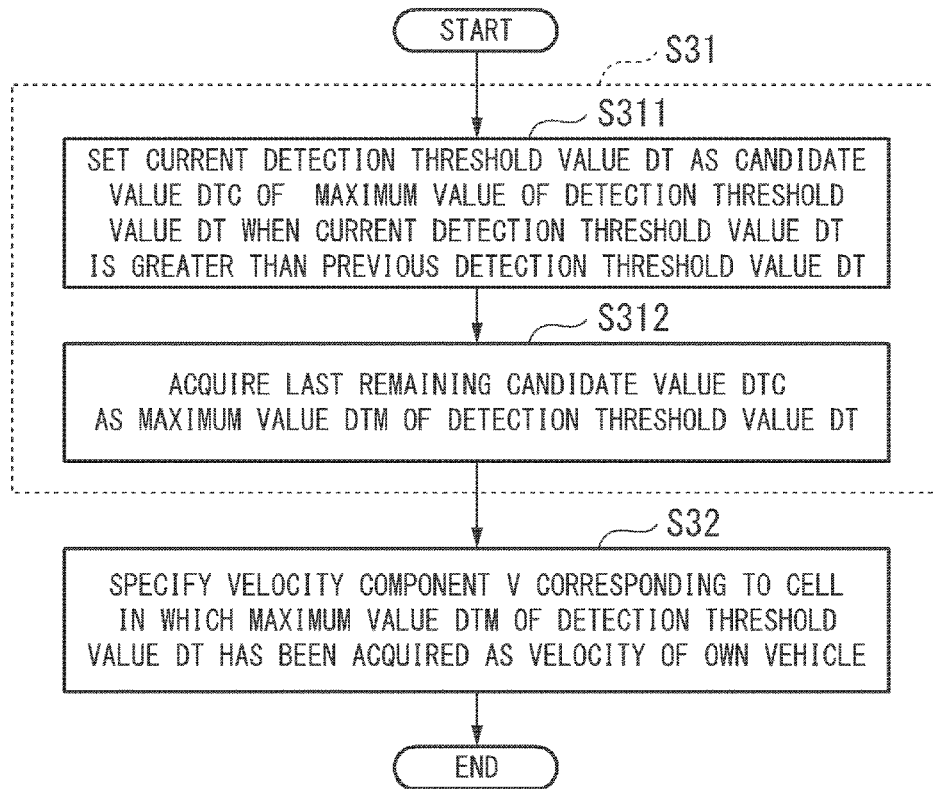 START
S31
S311
SET CURRENT DETECTION THRESHOLD VALUE DT AS CANDIDATE
VALUE DTC OF MAXIMUM VALUE OF DETECTION THRESHOLD
VALUE DT WHEN CURRENT DETECTION THRESHOLD VALUE DT
IS GREATER THAN PREVIOUS DETECTION THRESHOLD VALUE DT
S312
ACQUIRE LAST REMAINING CANDIDATE VALUE DTC
AS MAXIMUM VALUE DTM OF DETECTION THRESHOLD VALUE DT
S32
SPECIFY VELOCITY COMPONENT V CORRESPONDING TO CELL
IN WHICH MAXIMUM VALUE DTM OF DETECTION THRESHOLD
VALUE DT HAS BEEN ACQUIRED AS VELOCITY OF OWN VEHICLE
END